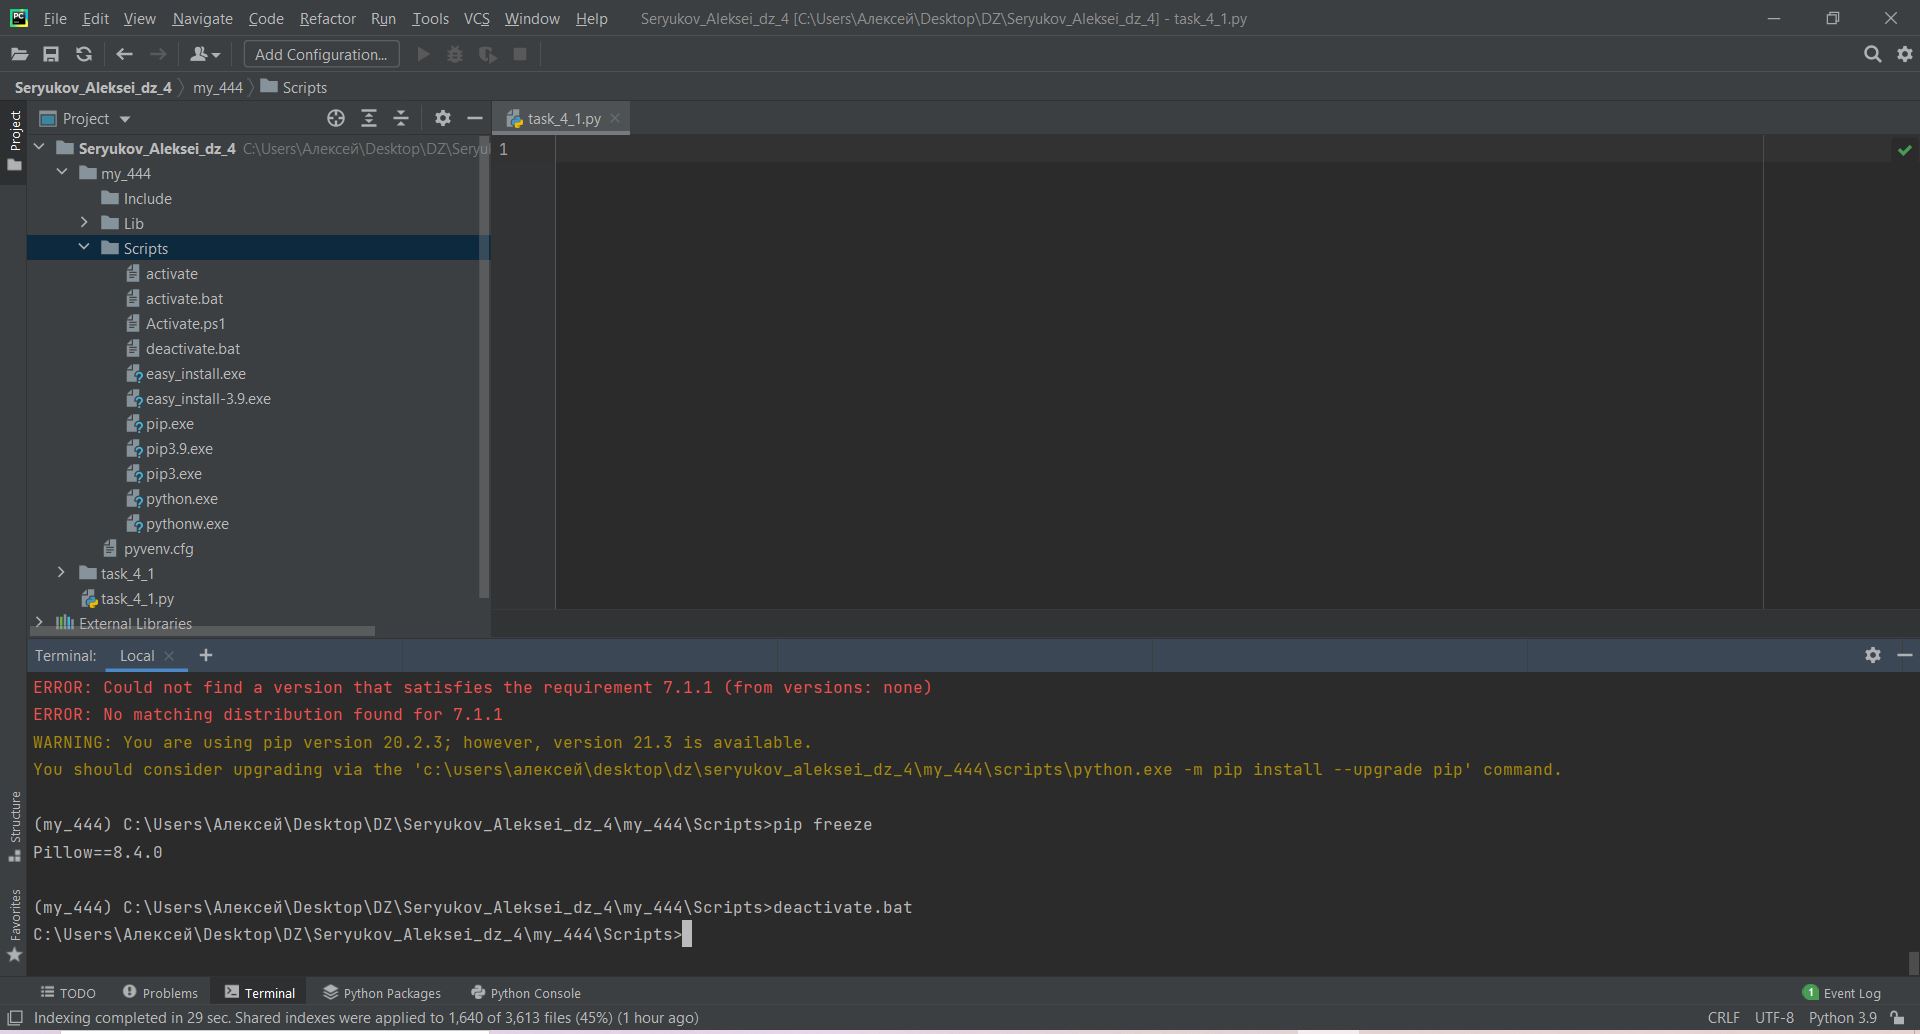 PC File Edit View Navigate Code Refactor Run Tools VCS Window Help Seryukov_Aleksei_dz_4 [C:\Users\Алексей\Desktop\DZ\Seryukov_Aleksei_dz_4] - task_4_1.py
Add Configuration...
Seryukov_Aleksei_dz_4 my_444 Scripts
Project
Project
task_4_1.py
Seryukov_Aleksei_dz_4 C:\Users\Алексей\Desktop\DZ\Seryu
1
my_444
Include
Lib
Scripts
activate
activate.bat
Activate.ps1
deactivate.bat
easy_install.exe
easy_install-3.9.exe
pip.exe
pip3.9.exe
pip3.exe
python.exe
pythonw.exe
pyvenv.cfg
task_4_1
task_4_1.py
External Libraries
Terminal: Local
ERROR: Could not find a version that satisfies the requirement 7.1.1 (from versions: none)
ERROR: No matching distribution found for 7.1.1
WARNING: You are using pip version 20.2.3; however, version 21.3 is available.
You should consider upgrading via the 'c:\users\алексей\desktop\dz\seryukov_aleksei_dz_4\my_444\scripts\python.exe -m pip install --upgrade pip' command.
(my_444) C:\Users\Алексей\Desktop\DZ\Seryukov_Aleksei_dz_4\my_444\Scripts>pip freeze
Pillow==8.4.0
(my_444) C:\Users\Алексей\Desktop\DZ\Seryukov_Aleksei_dz_4\my_444\Scripts>deactivate.bat
C:\Users\Алексей\Desktop\DZ\Seryukov_Aleksei_dz_4\my_444\Scripts>
Structure
Favorites
TODO Problems Terminal Python Packages Python Console 1 Event Log
Indexing completed in 29 sec. Shared indexes were applied to 1,640 of 3,613 files (45%) (1 hour ago) CRLF UTF-8 Python 3.9